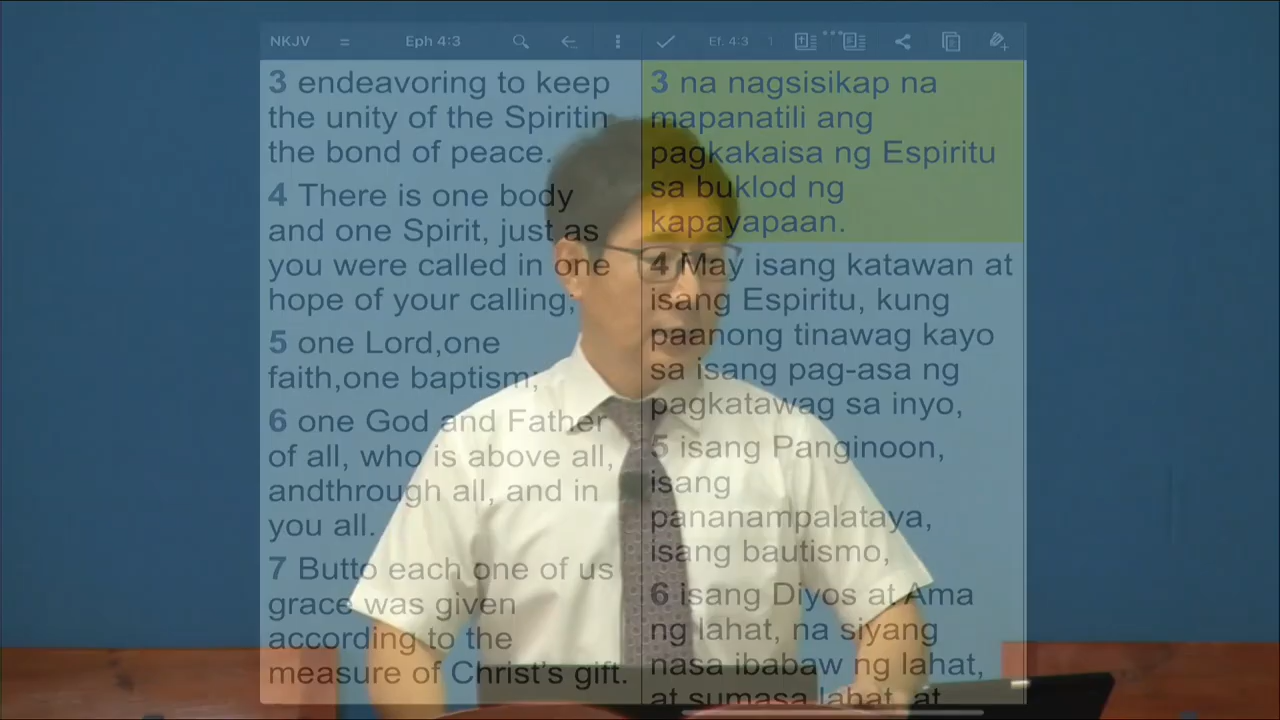 NKJV = Eph 4:3
3 endeavoring to keep
the unity of the Spiritin
the bond of peace.
4 There is one body
and one Spirit, just as
you were called in one
hope of your calling;
5 one Lord,one
faith,one baptism;
6 one God and Father
of all, who is above all,
andthrough all, and in
you all.
7 Butto each one of us
grace was given
according to the
measure of Christ's gift.
Ef. 4:3 1
3 na nagsisikap na
mapanatili ang
pagkakaisa ng Espiritu
sa buklod ng
kapayapaan.
4 May isang katawan at
isang Espiritu, kung
paanong tinawag kayo
sa isang pag-asa ng
pagkatawag sa inyo,
5 isang Panginoon,
isang
pananampalataya,
isang bautismo,
6 isang Diyos at Ama
ng lahat, na siyang
nasa ibabaw ng lahat,
at sumasa lahat, at